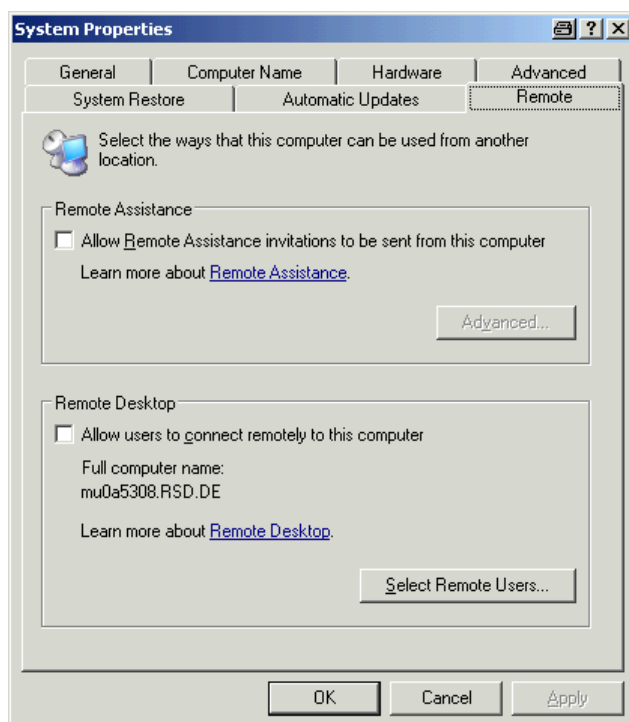 System Properties
General
Computer Name
Hardware
Advanced
System Restore
Automatic Updates
Remote
Select the ways that this computer can be used from another
location.
Remote Assistance
Allow Remote Assistance invitations to be sent from this computer
Learn more about Remote Assistance.
Advanced...
Remote Desktop
Allow users to connect remotely to this computer
Full computer name:
mu0a5308.RSD.DE
Learn more about Remote Desktop.
Select Remote Users...
OK
Cancel
Apply